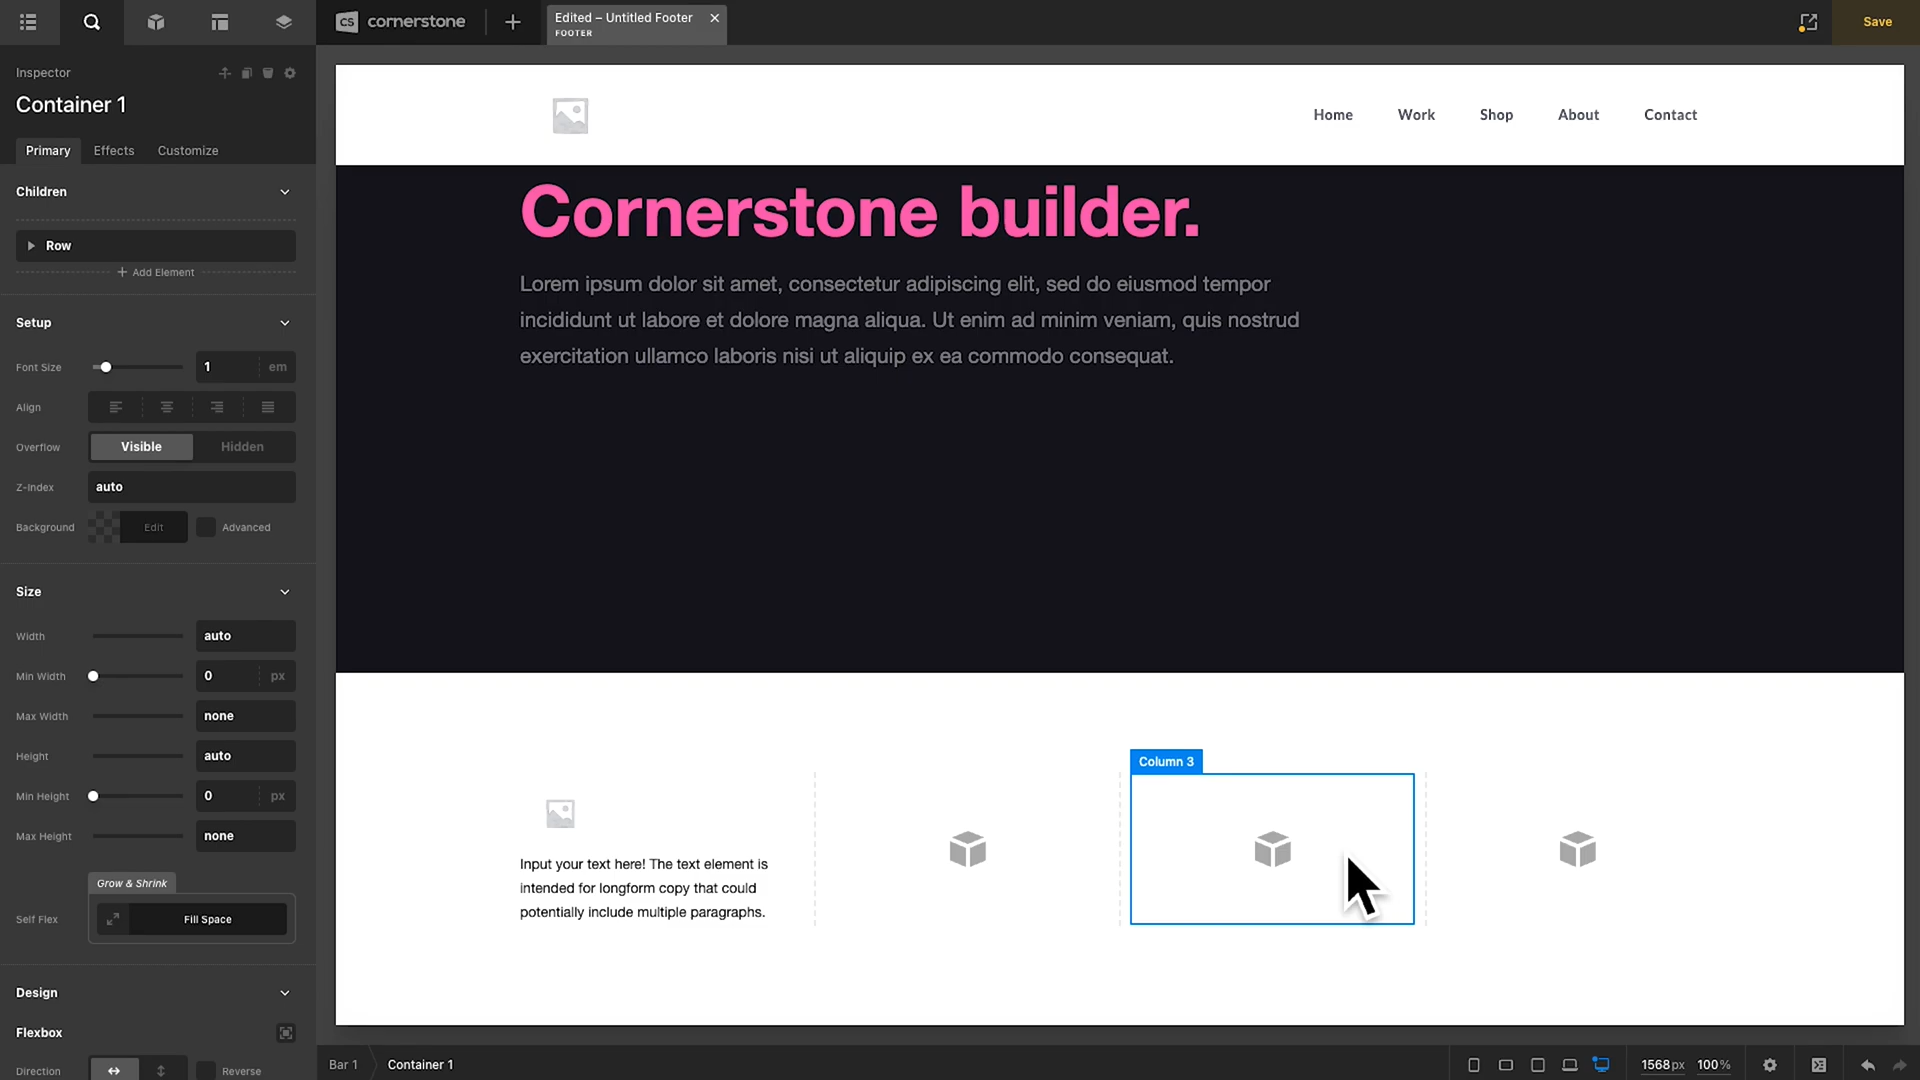 CS cornerstone
Edited – Untitled Footer
FOOTER
Save
Inspector
Container 1
Primary
Effects
Customize
Children
Row
Add Element
Setup
Font Size
1
em
Align
Overflow
Visible
Hidden
Z-Index
auto
Background
Edit
Advanced
Size
Width
auto
Min Width
0
px
Max Width
none
Height
auto
Min Height
0
px
Max Height
none
Grow & Shrink
Self Flex
Fill Space
Design
Flexbox
Direction
Reverse
Home
Work
Shop
About
Contact
Cornerstone builder.
Lorem ipsum dolor sit amet, consectetur adipiscing elit, sed do eiusmod tempor
incididunt ut labore et dolore magna aliqua. Ut enim ad minim veniam, quis nostrud
exercitation ullamco laboris nisi ut aliquip ex ea commodo consequat.
Column 3
Input your text here! The text element is
intended for longform copy that could
potentially include multiple paragraphs.
Bar 1
Container 1
1568px
100%